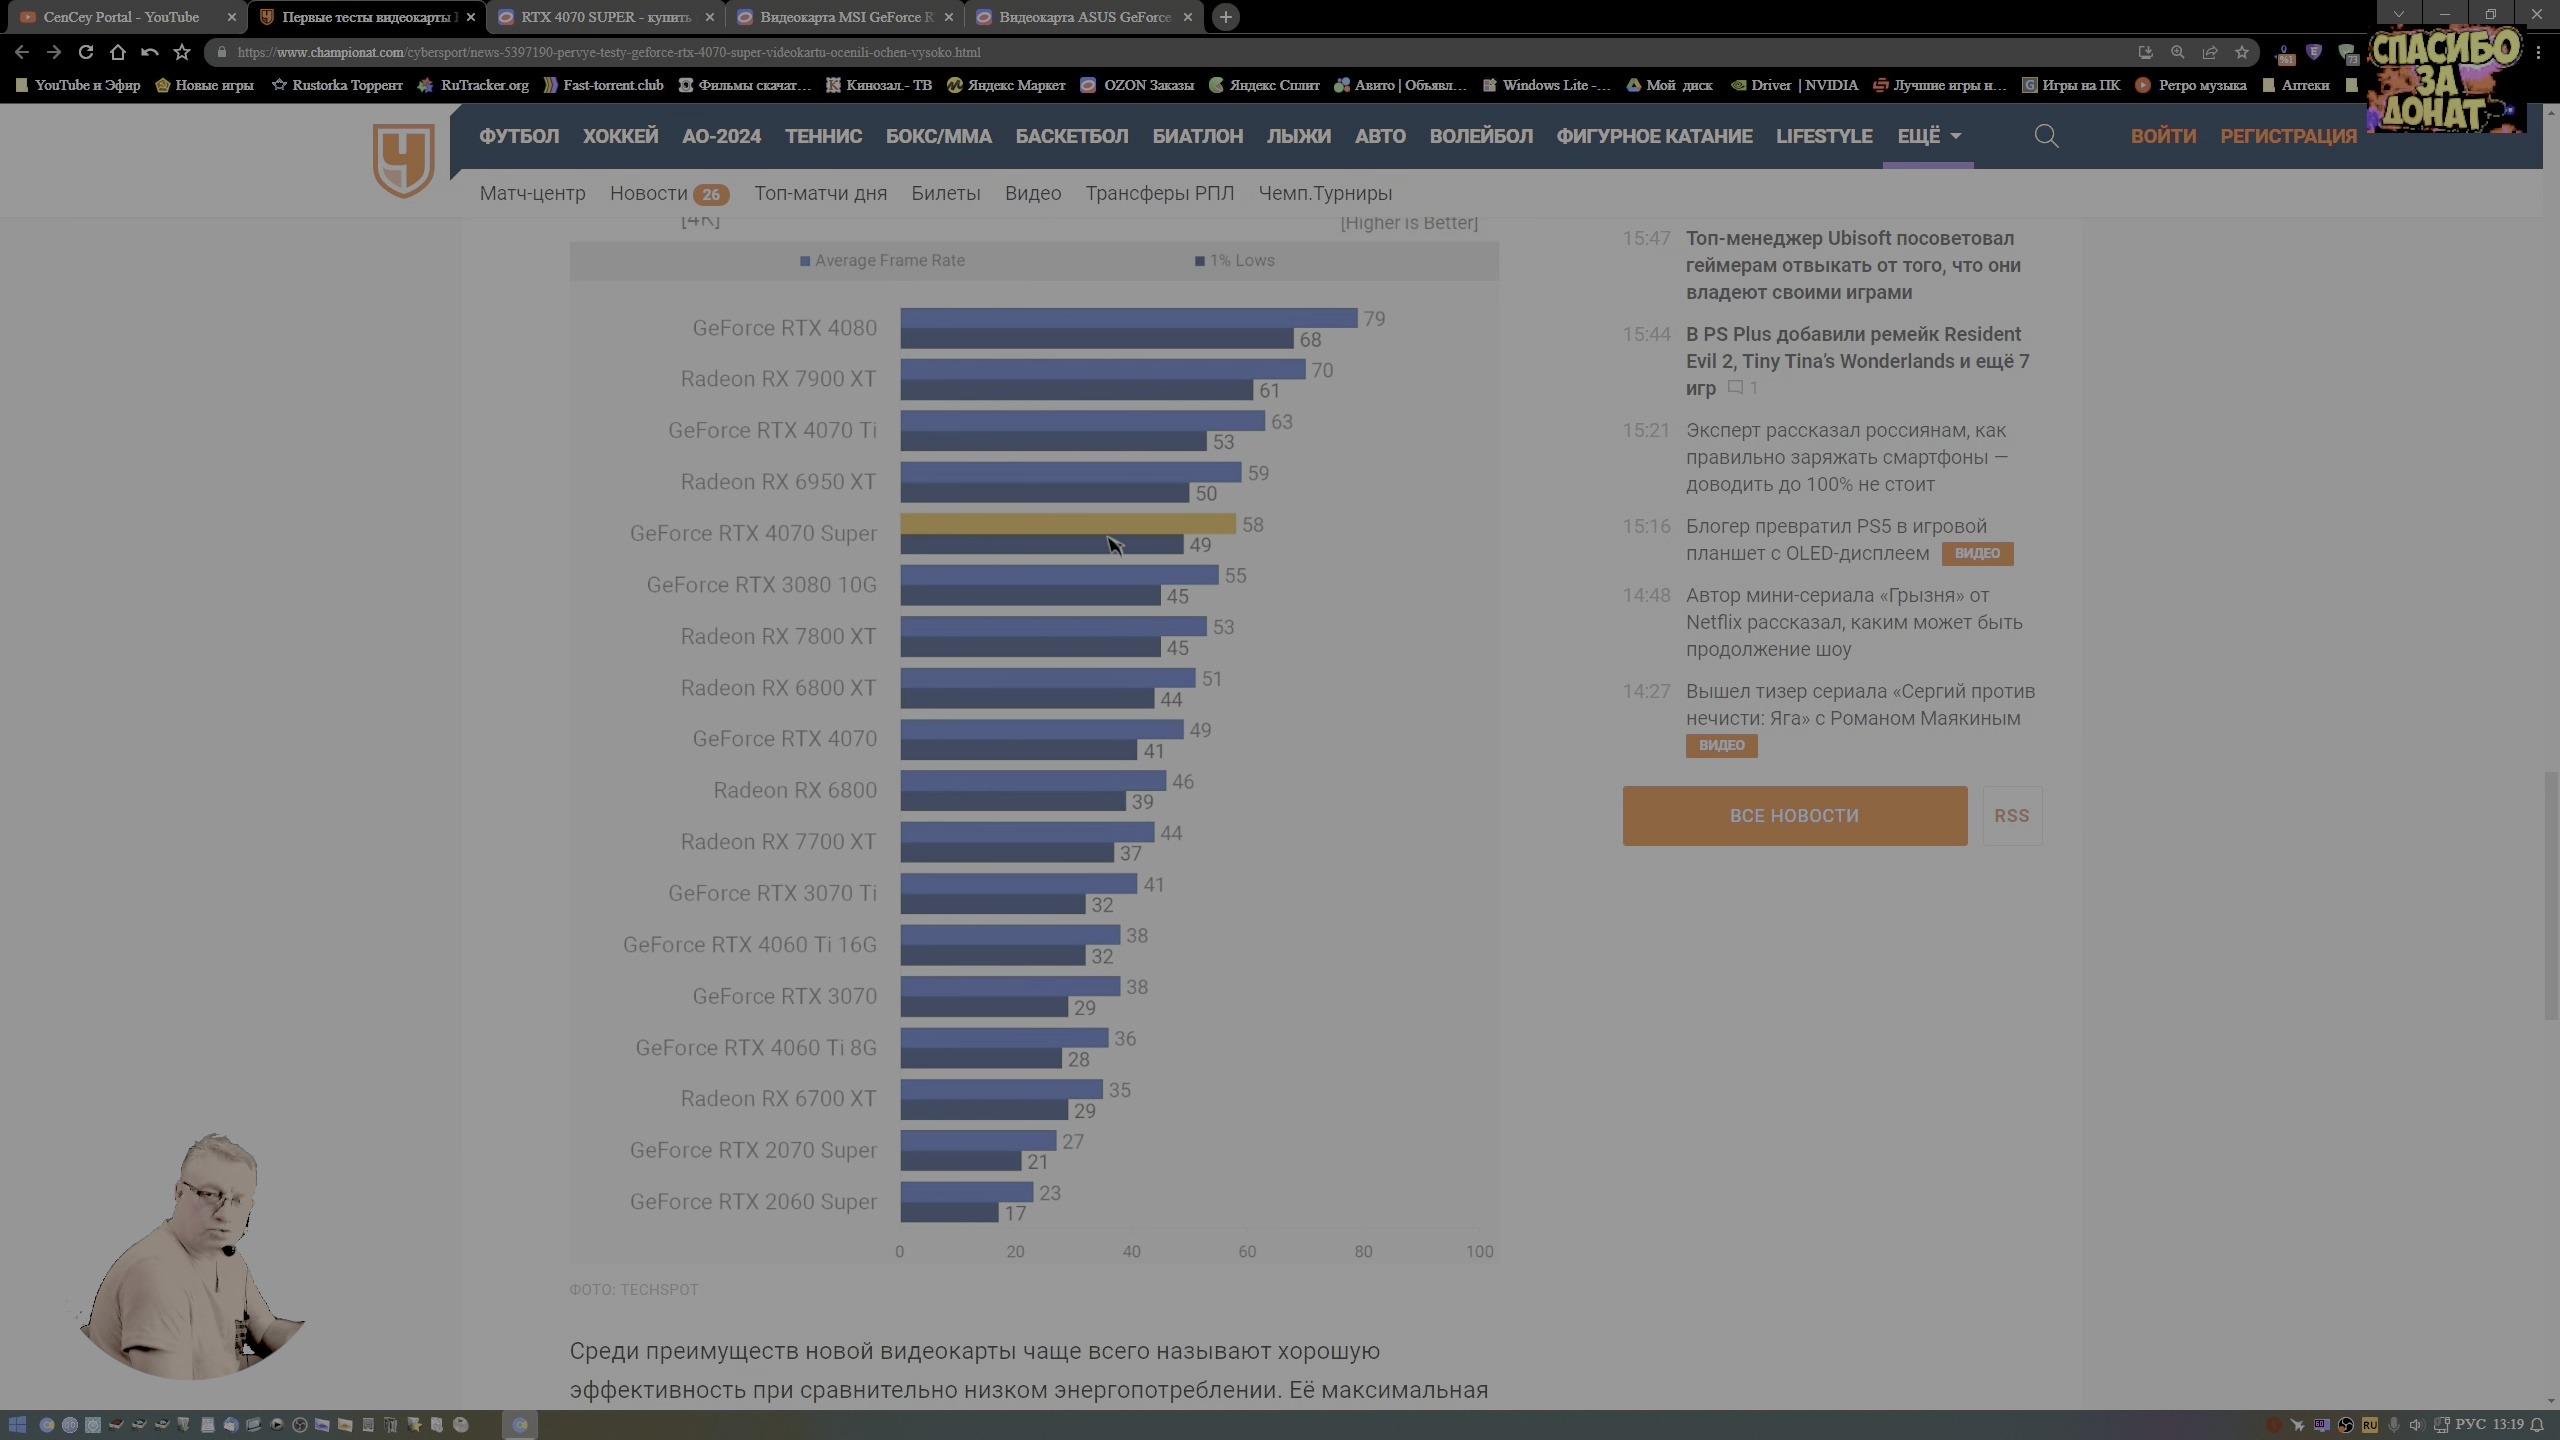 CenCey Portal - YouTube
Первые тесты видеокарты
RTX 4070 SUPER - купить
Видеокарта MSI GeForce R
Видеокарта ASUS GeForce
https://www.championat.com/cybersport/news-5397190-pervye-testy-geforce-rtx-4070-super-videokartu-ocenili-ochen-vysoko.html
YouTube и Эфир
Новые игры
Rustorka Торрент
RuTracker.org
Fast-torrent.club
Фильмы скачат…
Кинозал.- ТВ
Яндекс Маркет
OZON Заказы
Яндекс Сплит
Авито | Объявл…
Windows Lite -…
Мой диск
Driver | NVIDIA
Лучшие игры н…
Игры на ПК
Ретро музыка
Аптеки
СПАСИБО
ЗА
ДОНАТ
ФУТБОЛ ХОККЕЙ АО-2024 ТЕННИС БОКС/ММА БАСКЕТБОЛ БИАТЛОН ЛЫЖИ АВТО ВОЛЕЙБОЛ ФИГУРНОЕ КАТАНИЕ LIFESTYLE ЕЩЁ
ВОЙТИ РЕГИСТРАЦИЯ
Матч-центр Новости 26 Топ-матчи дня Билеты Видео Трансферы РПЛ Чемп.Турниры
[4K] [Higher is Better]
Average Frame Rate 1% Lows
GeForce RTX 4080 79
68
Radeon RX 7900 XT 70
61
GeForce RTX 4070 Ti 63
53
Radeon RX 6950 XT 59
50
GeForce RTX 4070 Super 58
49
GeForce RTX 3080 10G 55
45
Radeon RX 7800 XT 53
45
Radeon RX 6800 XT 51
44
GeForce RTX 4070 49
41
Radeon RX 6800 46
39
Radeon RX 7700 XT 44
37
GeForce RTX 3070 Ti 41
32
GeForce RTX 4060 Ti 16G 38
32
GeForce RTX 3070 38
29
GeForce RTX 4060 Ti 8G 36
28
Radeon RX 6700 XT 35
29
GeForce RTX 2070 Super 27
21
GeForce RTX 2060 Super 23
17
0 20 40 60 80 100
ФОТО: TECHSPOT
Среди преимуществ новой видеокарты чаще всего называют хорошую
эффективность при сравнительно низком энергопотреблении. Её максимальная
15:47 Топ-менеджер Ubisoft посоветовал
геймерам отвыкать от того, что они
владеют своими играми
15:44 В PS Plus добавили ремейк Resident
Evil 2, Tiny Tina’s Wonderlands и ещё 7
игр 1
15:21 Эксперт рассказал россиянам, как
правильно заряжать смартфоны —
доводить до 100% не стоит
15:16 Блогер превратил PS5 в игровой
планшет с OLED-дисплеем ВИДЕО
14:48 Автор мини-сериала «Грызня» от
Netflix рассказал, каким может быть
продолжение шоу
14:27 Вышел тизер сериала «Сергий против
нечисти: Яга» с Романом Маякиным
ВИДЕО
ВСЕ НОВОСТИ
RSS
RU
РУС 13:19